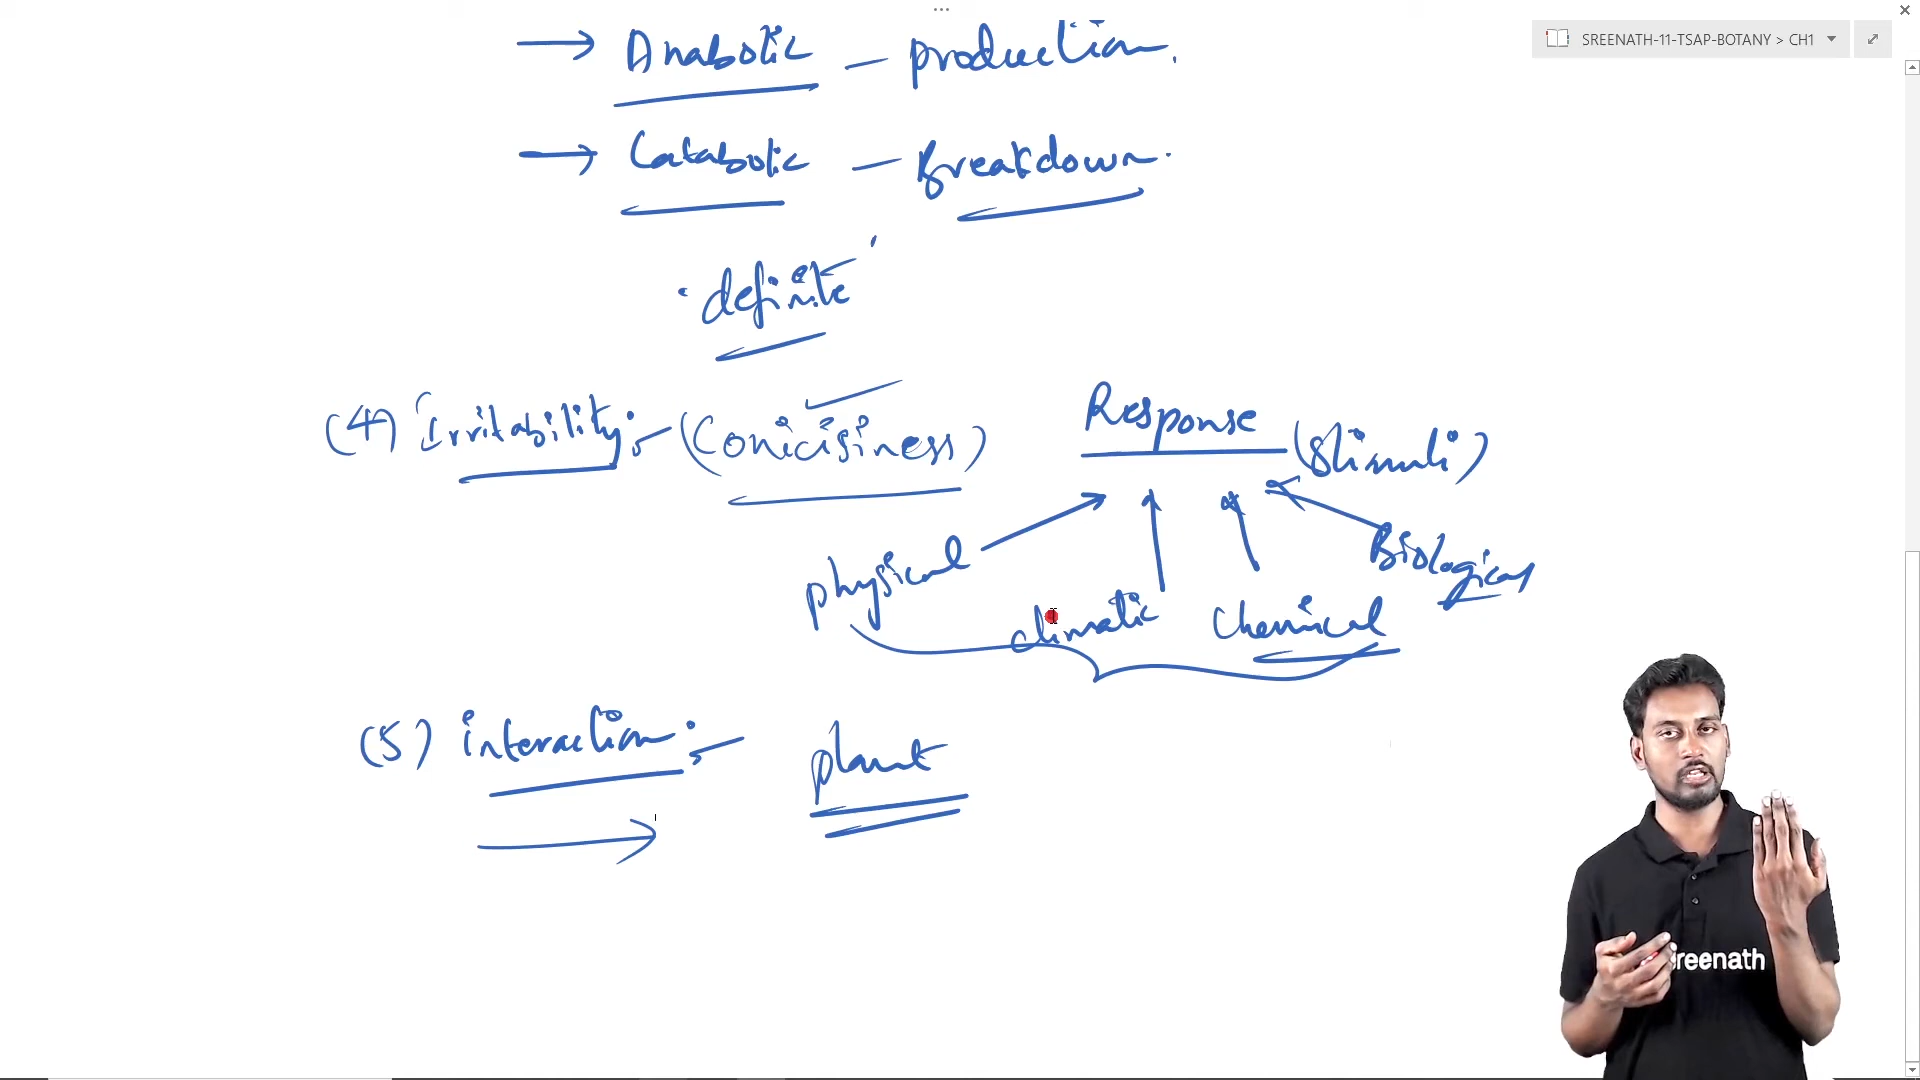 SREENATH-11-TSAP-BOTANY > CH1
→ Anabolic – production.
→ Catabolic – Breakdown.
definite
(4) Irritability:- (Conicisiness) Response (Stimuli)
physical climatic chemical Biological
(5) interaction:- plant
→
sreenath